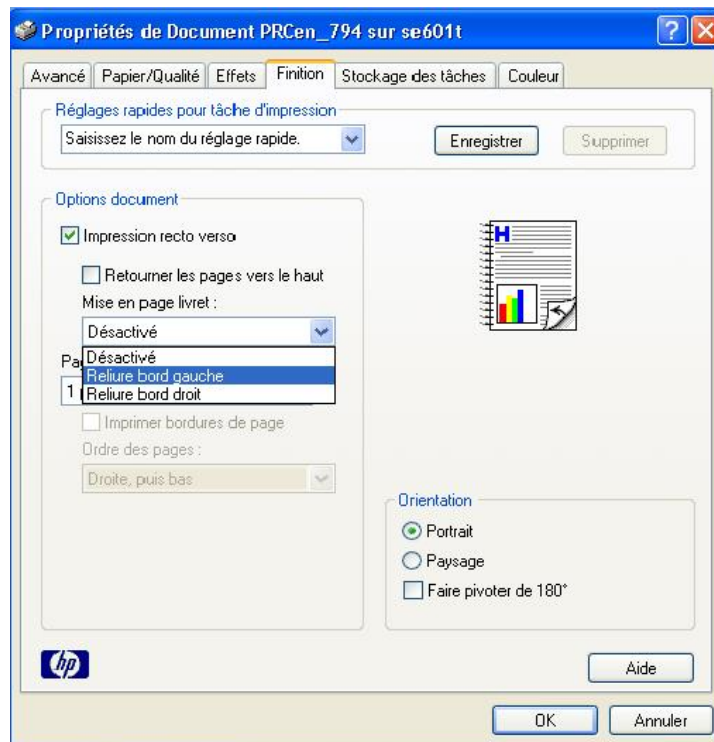 Propriétés de Document PRCen_794 sur se601t
Avancé Papier/Qualité Effets Finition Stockage des tâches Couleur
Réglages rapides pour tâche d'impression
Saisissez le nom du réglage rapide. Enregistrer Supprimer
Options document
Impression recto verso
H
Retourner les pages vers le haut
Mise en page livret :
Désactivé
Désactivé
Reliure bord gauche
1 Reliure bord droit
Imprimer bordures de page
Ordre des pages :
Droite, puis bas
Orientation
Portrait
Paysage
Faire pivoter de 180°
hp Aide
OK Annuler